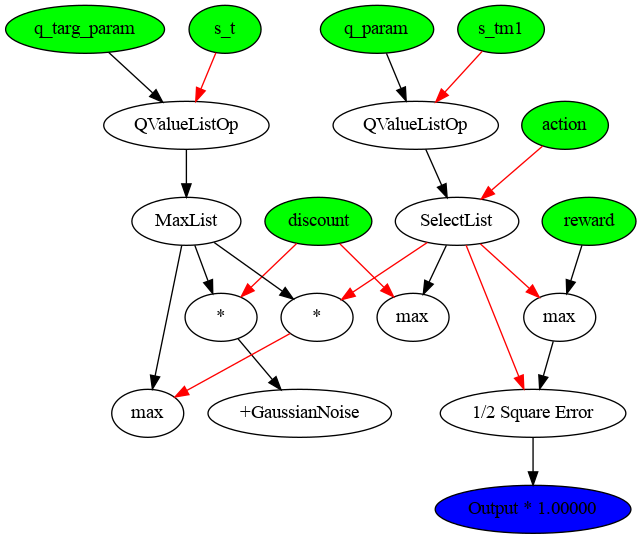 q_targ_param
s_t
q_param
s_tm1
QValueListOp
QValueListOp
action
MaxList
discount
SelectList
reward
*
*
max
max
max
+GaussianNoise
1/2 Square Error
Output * 1.00000